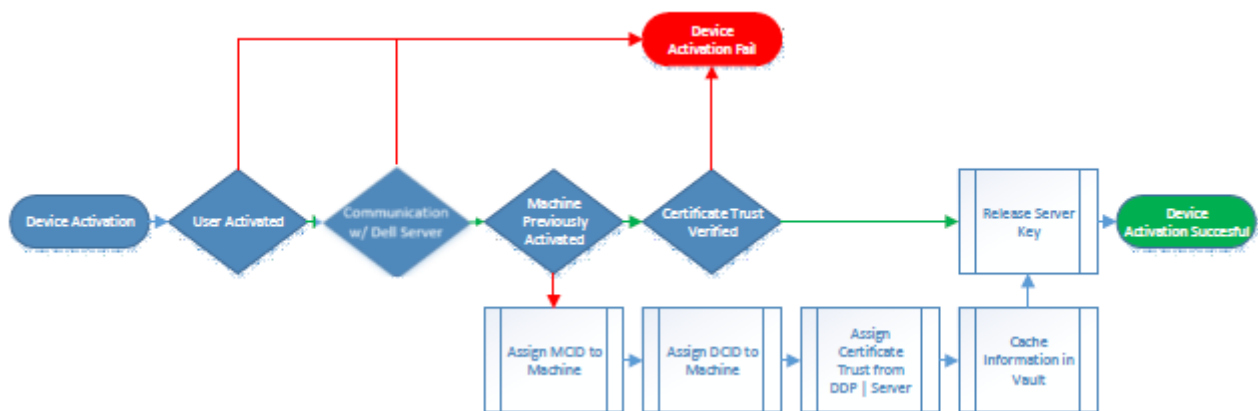 Device
Activation Fail
Device Activation
User Activated
Communication
w/ Dell Server
Machine
Previously
Activated
Certificate Trust
Verified
Release Server
Key
Device
Activation Succesful
Assign MCID to
Machine
Assign DCID to
Machine
Assign
Certificate
Trust from
DDP | Server
Cache
Information in
Vault